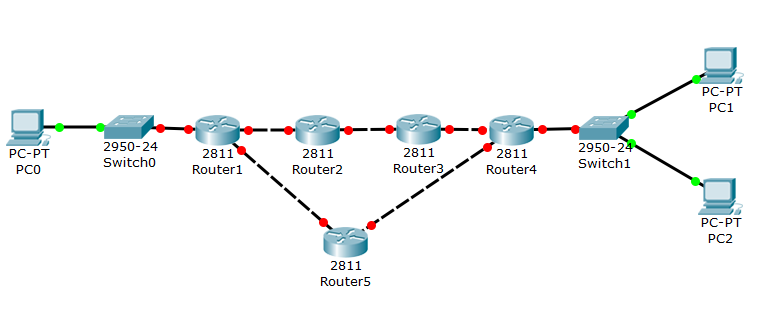 PC-PT
PC0
2950-24
Switch0
2811
Router1
2811
Router2
2811
Router3
2811
Router4
2950-24
Switch1
PC-PT
PC1
PC-PT
PC2
2811
Router5